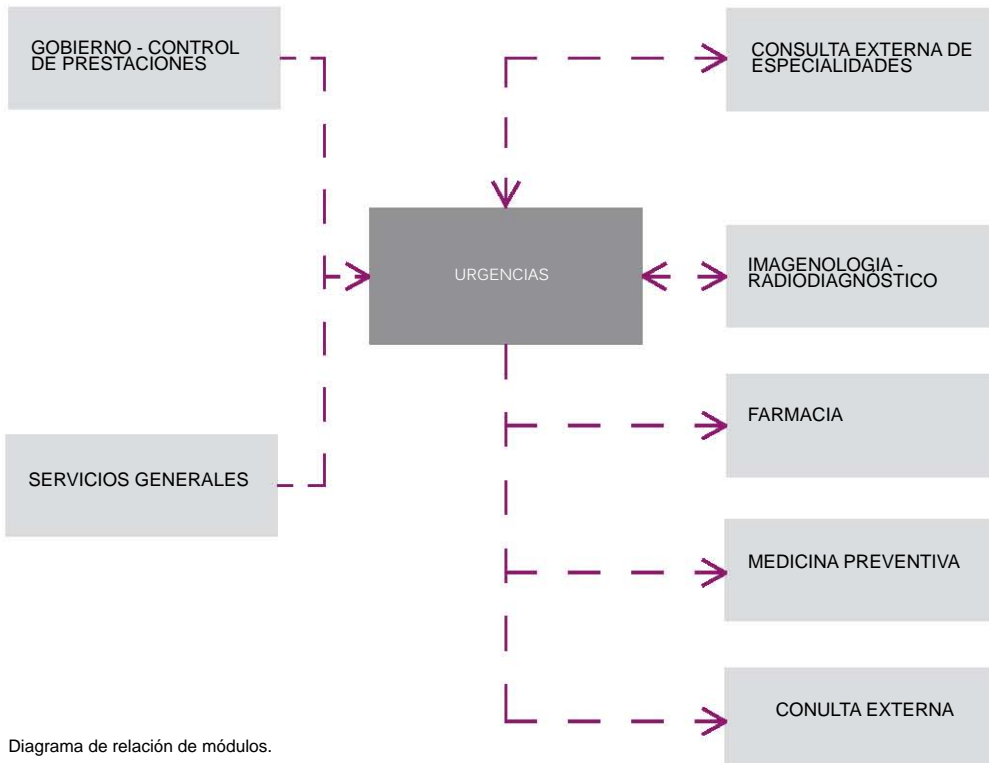 GOBIERNO - CONTROL
DE PRESTACIONES
CONSULTA EXTERNA DE
ESPECIALIDADES
URGENCIAS
IMAGENOLOGIA -
RADIODIAGNÓSTICO
FARMACIA
SERVICIOS GENERALES
MEDICINA PREVENTIVA
CONULTA EXTERNA
Diagrama de relación de módulos.